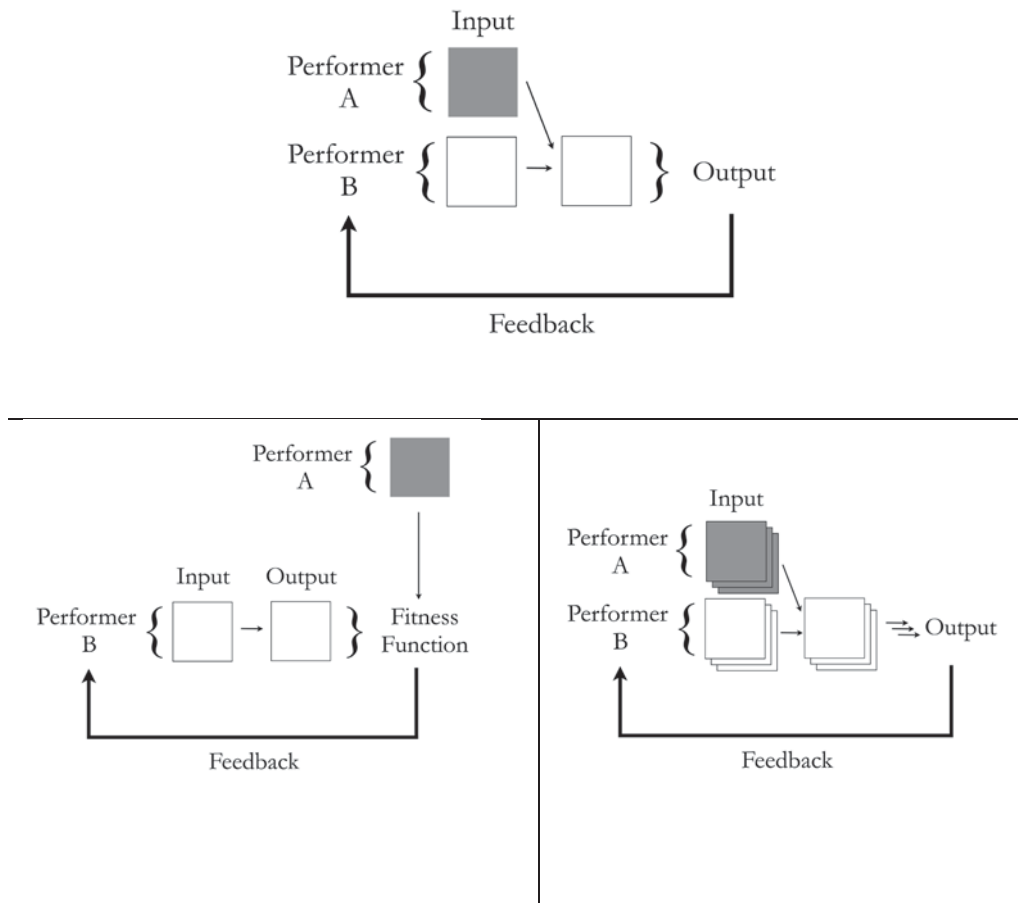 Input
Performer
A
Performer
B
Output
Feedback
Performer
A
Input Output
Performer
B
Fitness
Function
Feedback
Input
Performer
A
Performer
B
Output
Feedback